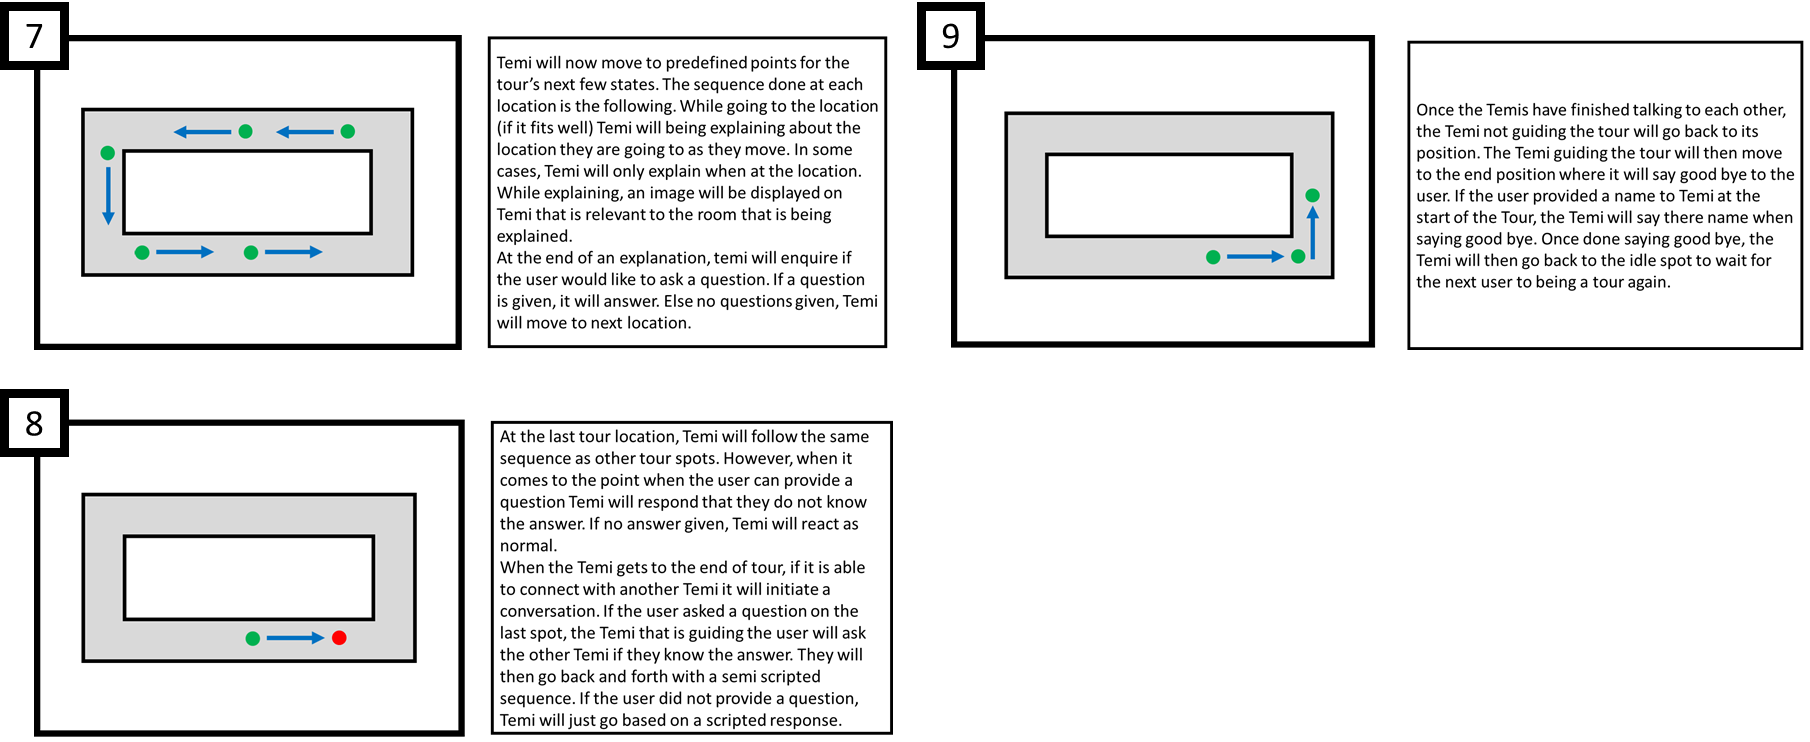 7
Temi will now move to predefined points for the
tour's next few states. The sequence done at each
location is the following. While going to the location
(if it fits well) Temi will being explaining about the
location they are going to as they move. In some
cases, Temi will only explain when at the location.
While explaining, an image will be displayed on
Temi that is relevant to the room that is being
explained.
At the end of an explanation, temi will enquire if
the user would like to ask a question. If a question
is given, it will answer. Else no questions given, Temi
will move to next location.
8
At the last tour location, Temi will follow the same
sequence as other tour spots. However, when it
comes to the point when the user can provide a
question Temi will respond that they do not know
the answer. If no answer given, Temi will react as
normal.
When the Temi gets to the end of tour, if it is able
to connect with another Temi it will initiate a
conversation. If the user asked a question on the
last spot, the Temi that is guiding the user will ask
the other Temi if they know the answer. They will
then go back and forth with a semi scripted
sequence. If the user did not provide a question,
Temi will just go based on a scripted response.
9
Once the Temis have finished talking to each other,
the Temi not guiding the tour will go back to its
position. The Temi guiding the tour will then move
to the end position where it will say good bye to the
user. If the user provided a name to Temi at the
start of the Tour, the Temi will say there name when
saying good bye. Once done saying good bye, the
Temi will then go back to the idle spot to wait for
the next user to being a tour again.